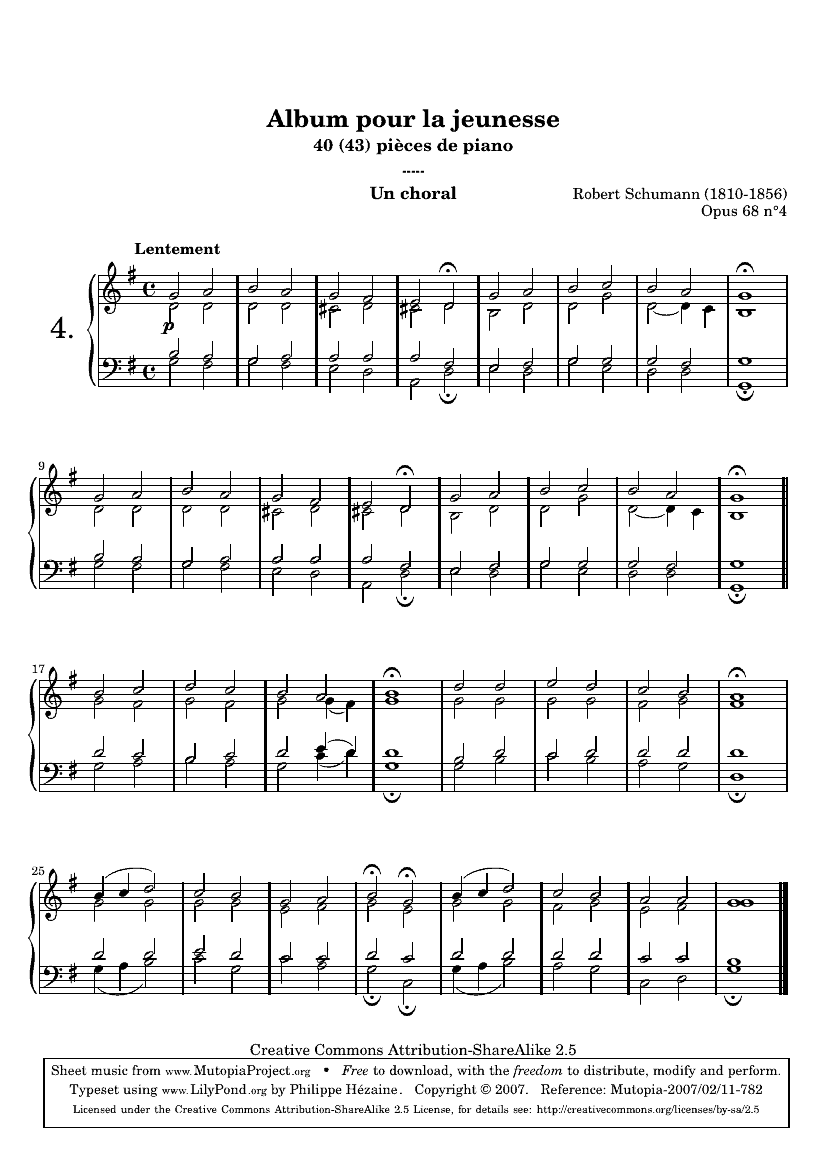 Album pour la jeunesse
40 (43) pièces de piano
-----
Un choral
Robert Schumann (1810-1856)
Opus 68 n°4
Lentement
4.
p
9
17
25
Creative Commons Attribution-ShareAlike 2.5
Sheet music from www.MutopiaProject.org • Free to download, with the freedom to distribute, modify and perform.
Typeset using www.LilyPond.org by Philippe Hézaine. Copyright © 2007. Reference: Mutopia-2007/02/11-782
Licensed under the Creative Commons Attribution-ShareAlike 2.5 License, for details see: http://creativecommons.org/licenses/by-sa/2.5